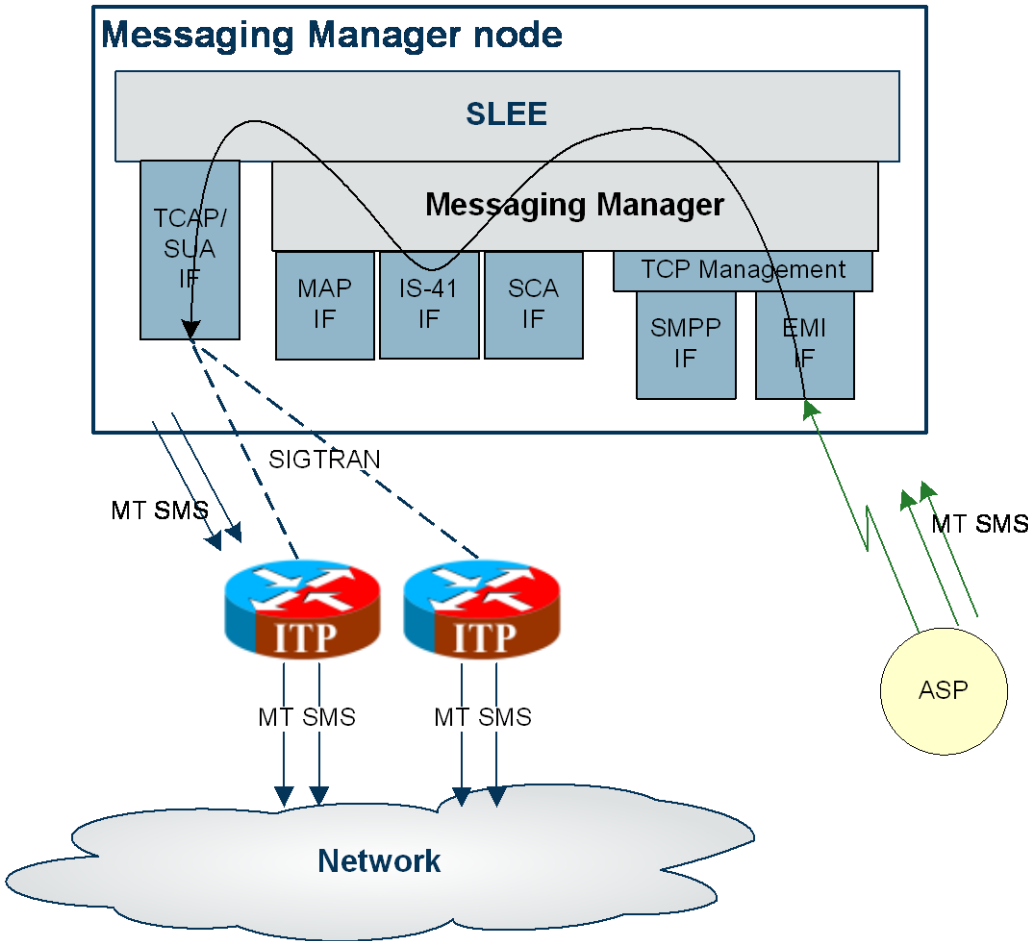 Messaging Manager node
SLEE
TCAP/
SUA
IF
Messaging Manager
MAP
IF
IS-41
IF
SCA
IF
TCP Management
SMPP
IF
EMI
IF
SIGTRAN
MT SMS
MT SMS
ITP
ITP
ASP
MT SMS
MT SMS
Network